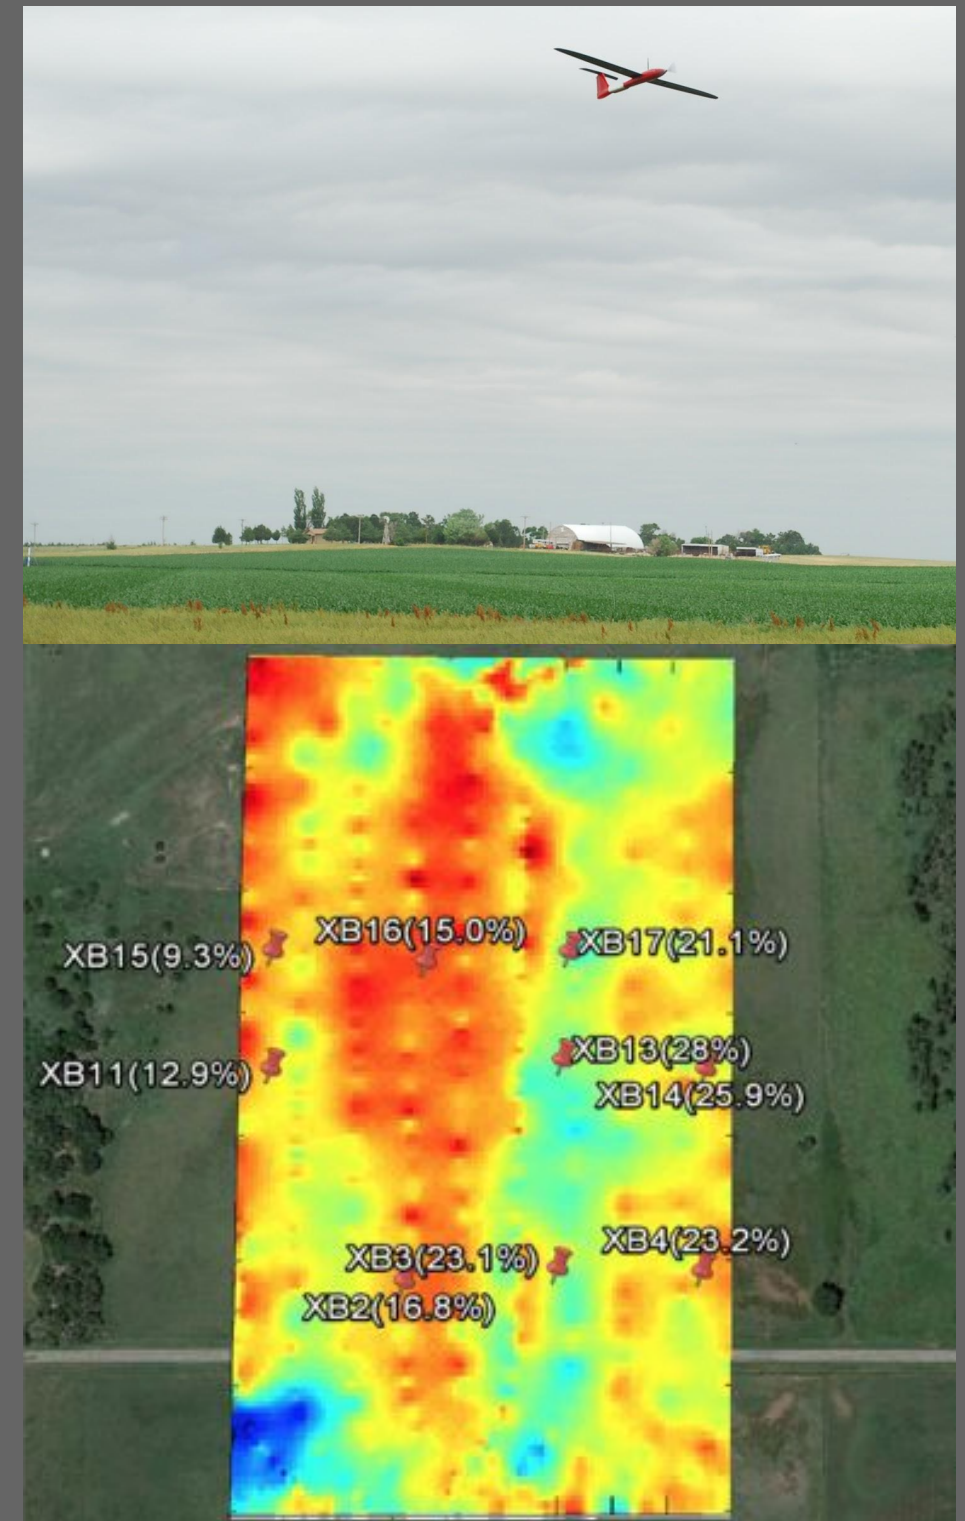 XB16(15.0%)
XB15(9.3%)
XB17(21.1%)
XB13(28%)
XB11(12.9%)
XB14(25.9%)
XB4(23.2%)
XB3(23.1%)
XB2(16.8%)